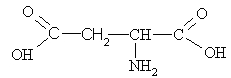 O O
C—CH2—CH—C
OH NH2 OH